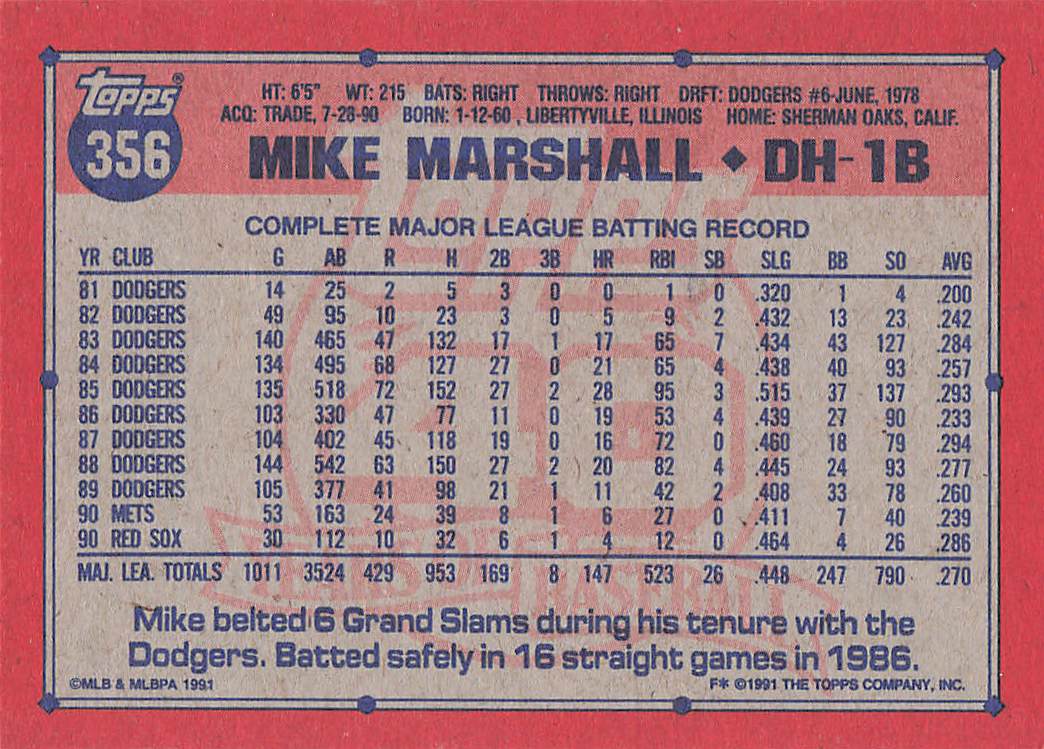 topps®
356
HT: 6'5" WT: 215 BATS: RIGHT THROWS: RIGHT DRFT: DODGERS #6-JUNE, 1978
ACQ: TRADE, 7-28-90 BORN: 1-12-60 , LIBERTYVILLE, ILLINOIS HOME: SHERMAN OAKS, CALIF.
MIKE MARSHALL ◆ DH-1B
COMPLETE MAJOR LEAGUE BATTING RECORD
YR CLUB G AB R H 2B 3B HR RBI SB SLG BB SO AVG
81 DODGERS 14 25 2 5 3 0 0 1 0 .320 1 4 .200
82 DODGERS 49 95 10 23 3 0 5 9 2 .432 13 23 .242
83 DODGERS 140 465 47 132 17 1 17 65 7 .434 43 127 .284
84 DODGERS 134 495 68 127 27 0 21 65 4 .438 40 93 .257
85 DODGERS 135 518 72 152 27 2 28 95 3 .515 37 137 .293
86 DODGERS 103 330 47 77 11 0 19 53 4 .439 27 90 .233
87 DODGERS 104 402 45 118 19 0 16 72 0 .460 18 79 .294
88 DODGERS 144 542 63 150 27 2 20 82 4 .445 24 93 .277
89 DODGERS 105 377 41 98 21 1 11 42 2 .408 33 78 .260
90 METS 53 163 24 39 8 1 6 27 0 .411 7 40 .239
90 RED SOX 30 112 10 32 6 1 4 12 0 .464 4 26 .286
MAJ. LEA. TOTALS 1011 3524 429 953 169 8 147 523 26 .448 247 790 .270
Mike belted 6 Grand Slams during his tenure with the
Dodgers. Batted safely in 16 straight games in 1986.
©MLB & MLBPA 1991 F* ©1991 THE TOPPS COMPANY, INC.
topps
40
YEARS OF
BASEBALL